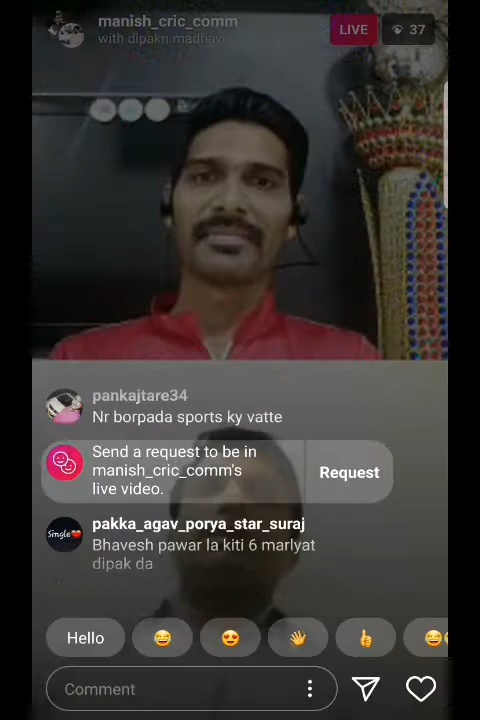 manish_cric_comm
with dipakn.madhavi
LIVE
37
pankajtare34
Nr borpada sports ky vatte
Send a request to be in
manish_cric_comm's
live video.
Request
pakka_agav_porya_star_suraj
Single
Bhavesh pawar la kiti 6 marlyat
dipak da
Hello
Comment